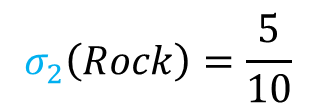 σ₂(Rock) = 5/10